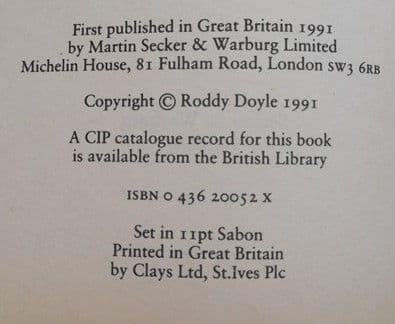 First published in Great Britain 1991
by Martin Secker & Warburg Limited
Michelin House, 81 Fulham Road, London SW3 6RB
Copyright © Roddy Doyle 1991
A CIP catalogue record for this book
is available from the British Library
ISBN 0 436 20052 X
Set in 11pt Sabon
Printed in Great Britain
by Clays Ltd, St.Ives Plc